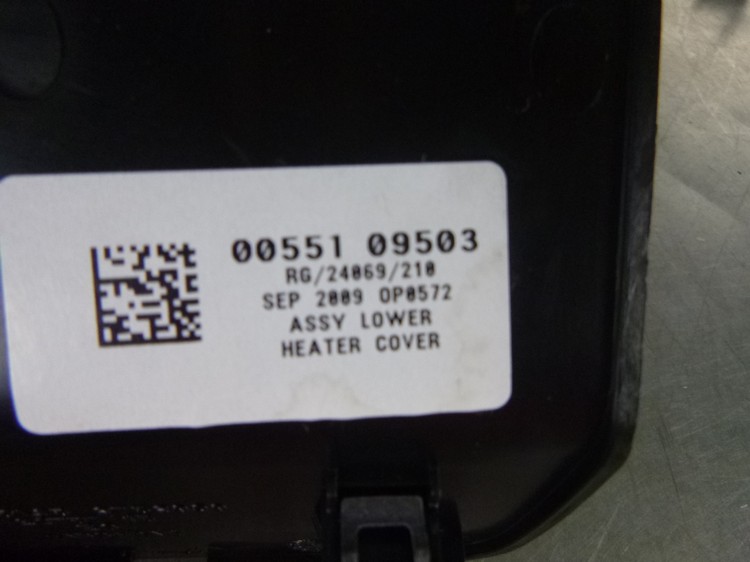 00551 09503
RG/24069/210
SEP 2009 OP0572
ASSY LOWER
HEATER COVER